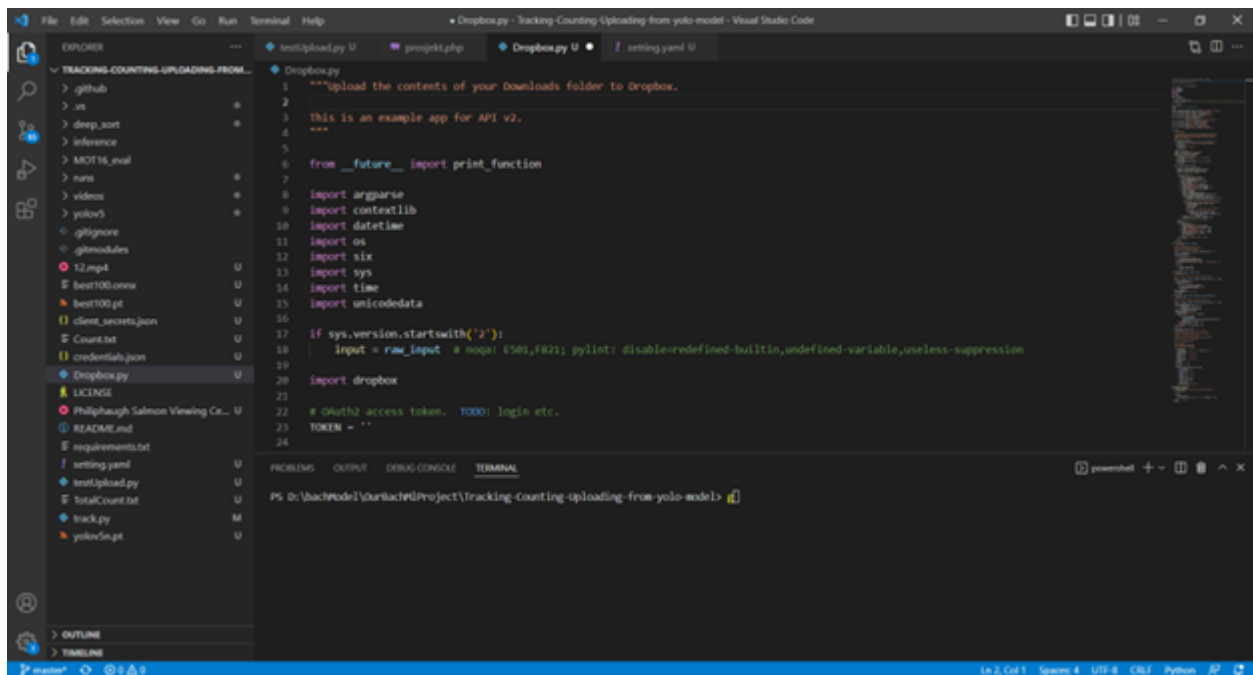 File Edit Selection View Go Run Terminal Help
● Dropbox.py - Tracking-Counting-Uploading-from-yolo-model - Visual Studio Code
EXPLORER
TRACKING-COUNTING-UPLOADING-FROM...
.github
.vs
deep_sort
inference
MOT16_eval
runs
videos
yolov5
.gitignore
.gitmodules
12.mp4 U
best100.onnx U
best100.pt U
client_secrets.json U
Count.txt U
credentials.json U
Dropbox.py U
LICENSE
Philiphaugh Salmon Viewing Ce... U
README.md
requirements.txt
setting.yaml U
testUpload.py U
TotalCount.txt U
track.py M
yolov5n.pt U
OUTLINE
TIMELINE
testUpload.py U
prosjekt.php
Dropbox.py U ●
setting.yaml U
Dropbox.py
1 """Upload the contents of your Downloads folder to Dropbox.
2
3 This is an example app for API v2.
4 """
5
6 from __future__ import print_function
7
8 import argparse
9 import contextlib
10 import datetime
11 import os
12 import six
13 import sys
14 import time
15 import unicodedata
16
17 if sys.version.startswith('2'):
18 input = raw_input # noqa: E501,F821; pylint: disable=redefined-builtin,undefined-variable,useless-suppression
19
20 import dropbox
21
22 # OAuth2 access token. TODO: login etc.
23 TOKEN = ''
24
PROBLEMS OUTPUT DEBUG CONSOLE TERMINAL
powershell
PS D:\bachModel\OurBachMlProject\Tracking-Counting-Uploading-from-yolo-model> g
master* 0 0
Ln 2, Col 1 Spaces: 4 UTF-8 CRLF Python